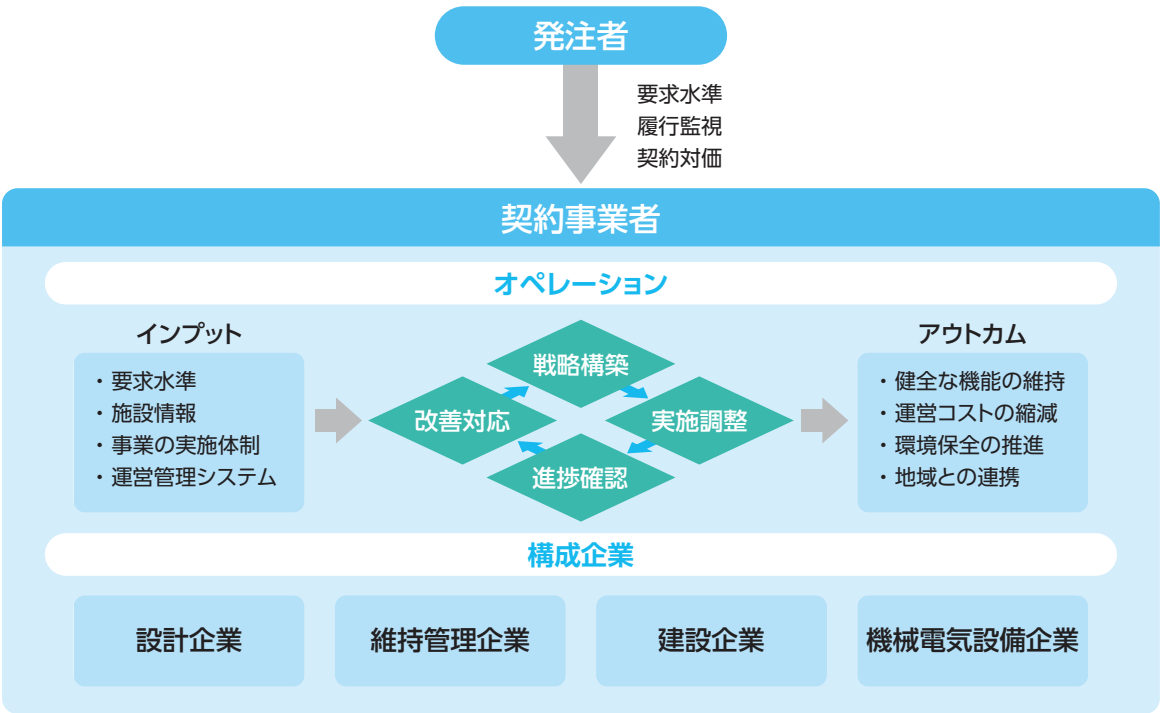 発注者
要求水準
履行監視
契約対価
契約事業者
オペレーション
インプット
・要求水準
・施設情報
・事業の実施体制
・運営管理システム
戦略構築
改善対応
実施調整
進捗確認
アウトカム
・健全な機能の維持
・運営コストの縮減
・環境保全の推進
・地域との連携
構成企業
設計企業
維持管理企業
建設企業
機械電気設備企業